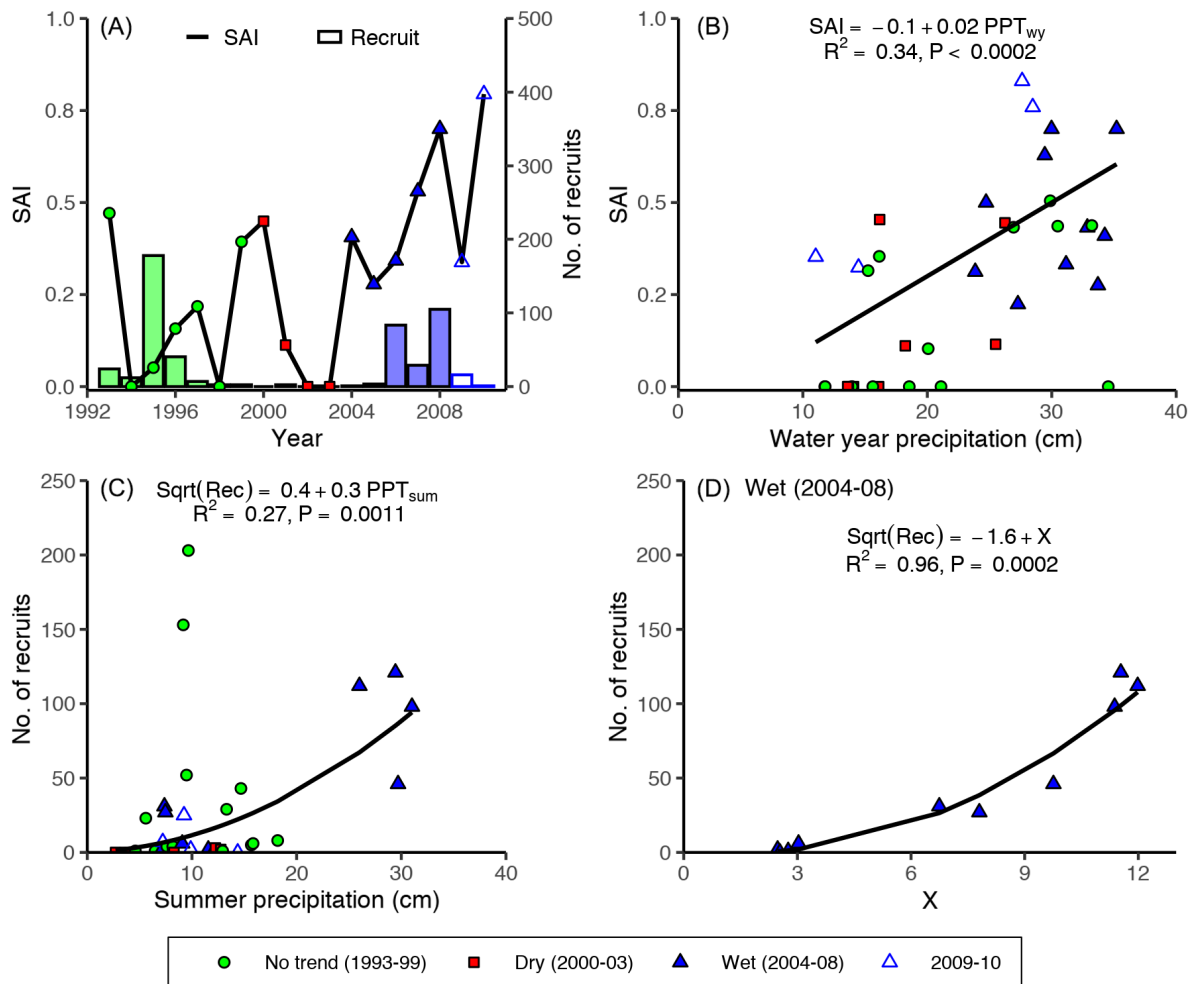 (A)
SAI
Recruit
1.0
0.8
0.5
0.2
0.0
SAI
500
400
300
200
100
0
No. of recruits
1992
1996
2000
2004
2008
Year
(B)
SAI = −0.1 + 0.02 PPTwy
R2 = 0.34, P < 0.0002
1.0
0.8
0.5
0.2
0.0
SAI
0
10
20
30
40
Water year precipitation (cm)
(C)
Sqrt(Rec) = 0.4 + 0.3 PPTsum
R2 = 0.27, P = 0.0011
250
200
150
100
50
0
No. of recruits
0
10
20
30
40
Summer precipitation (cm)
(D) Wet (2004-08)
Sqrt(Rec) = −1.6 + X
R2 = 0.96, P = 0.0002
250
200
150
100
50
0
No. of recruits
0
3
6
9
12
X
No trend (1993-99)
Dry (2000-03)
Wet (2004-08)
2009-10